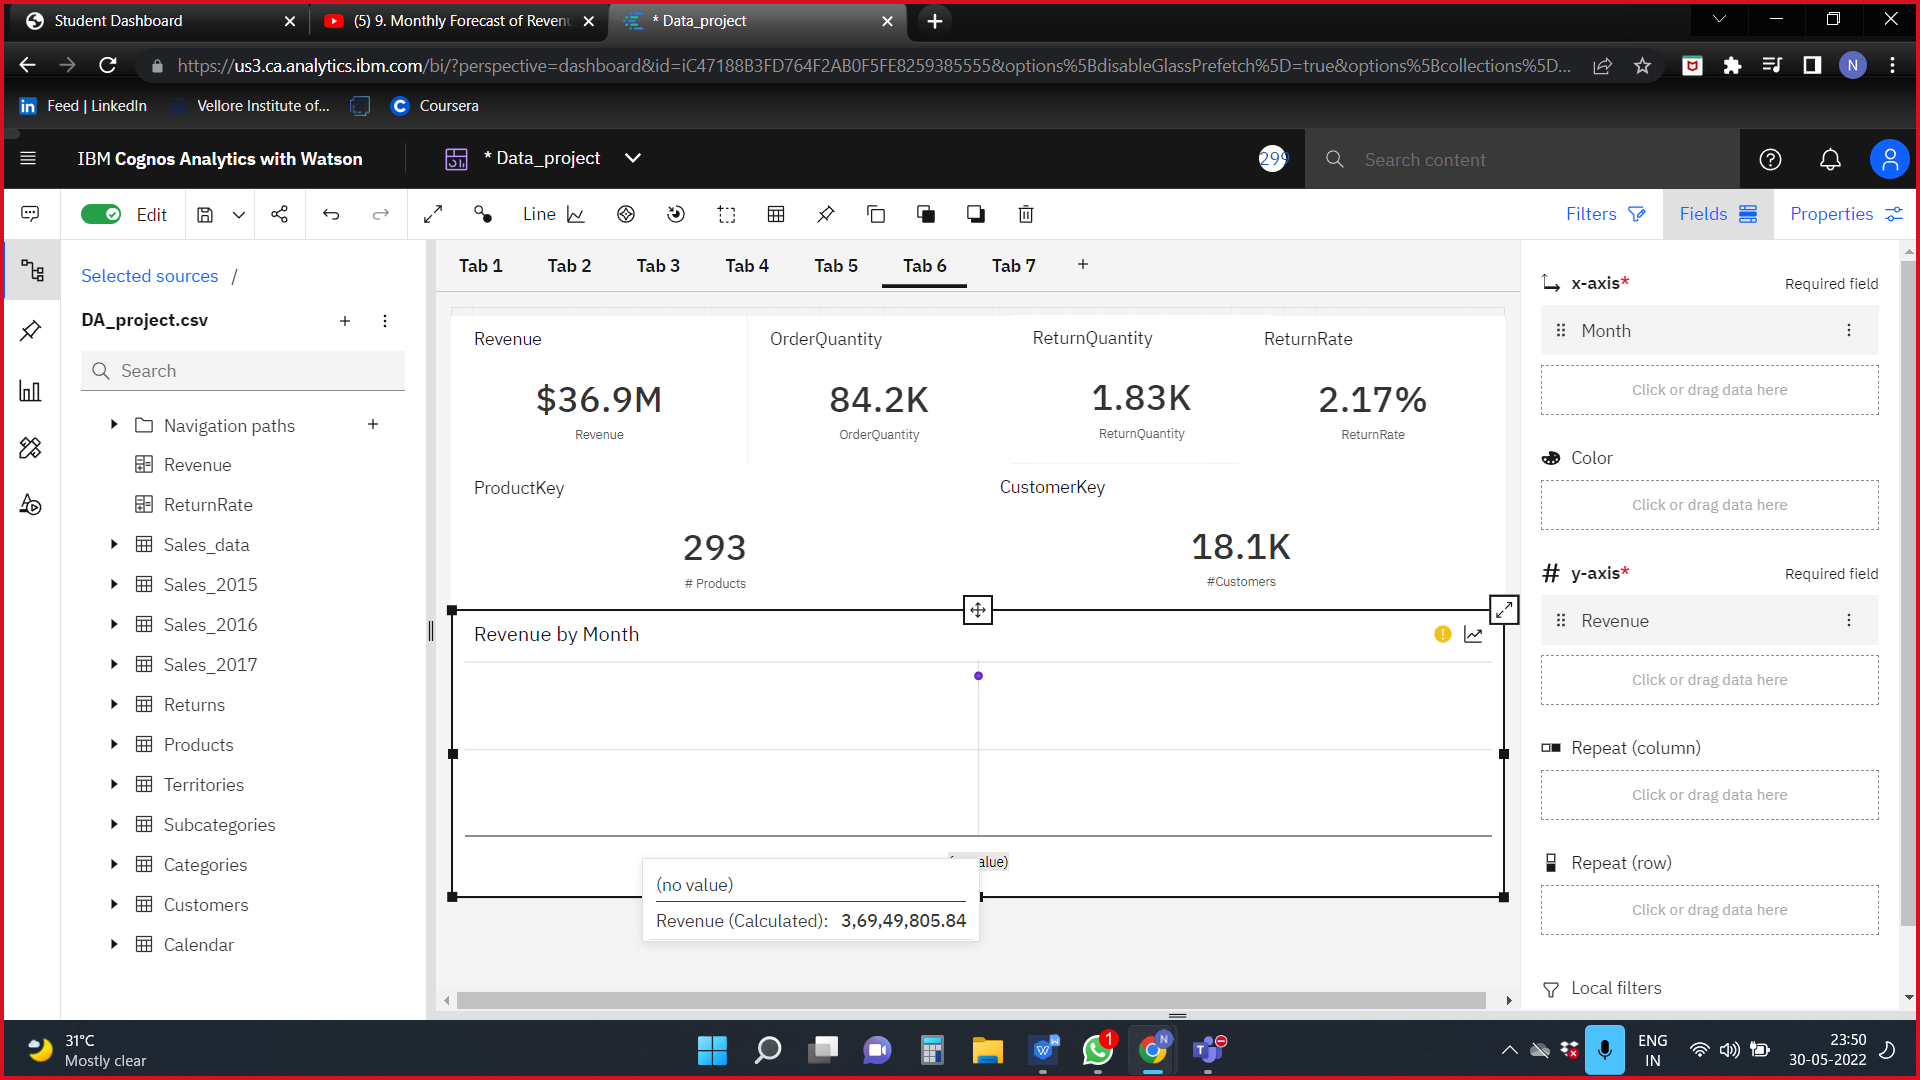 Student Dashboard
(5) 9. Monthly Forecast of Reven
* Data_project
https://us3.ca.analytics.ibm.com/bi/?perspective=dashboard&id=iC47188B3FD764F2AB0F5FE8259385555&options%5BdisableGlassPrefetch%5D=true&options%5Bcollections%5D...
N
Feed | LinkedIn
Vellore Institute of...
Coursera
IBM Cognos Analytics with Watson
* Data_project
299
Search content
Edit
Line
Filters
Fields
Properties
Selected sources /
DA_project.csv
Search
Navigation paths
Revenue
ReturnRate
Sales_data
Sales_2015
Sales_2016
Sales_2017
Returns
Products
Territories
Subcategories
Categories
Customers
Calendar
Tab 1
Tab 2
Tab 3
Tab 4
Tab 5
Tab 6
Tab 7
Revenue
$36.9M
Revenue
OrderQuantity
84.2K
OrderQuantity
ReturnQuantity
1.83K
ReturnQuantity
ReturnRate
2.17%
ReturnRate
ProductKey
293
# Products
CustomerKey
18.1K
#Customers
Revenue by Month
(no value)
Revenue (Calculated): 3,69,49,805.84
x-axis*
Required field
Month
Click or drag data here
Color
Click or drag data here
# y-axis*
Required field
Revenue
Click or drag data here
Repeat (column)
Click or drag data here
Repeat (row)
Click or drag data here
Local filters
31°C
Mostly clear
1
N
ENG
IN
23:50
30-05-2022